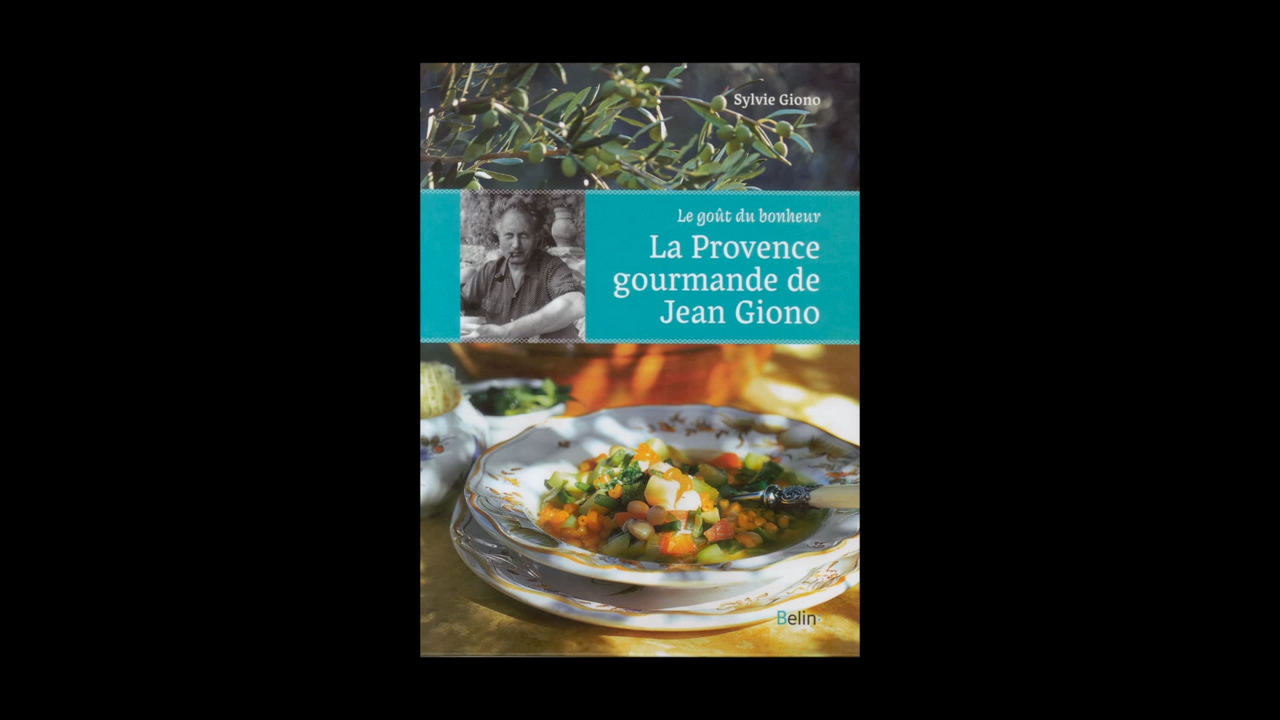 Sylvie Giono
Le goût du bonheur
La Provence
gourmande de
Jean Giono
Belin